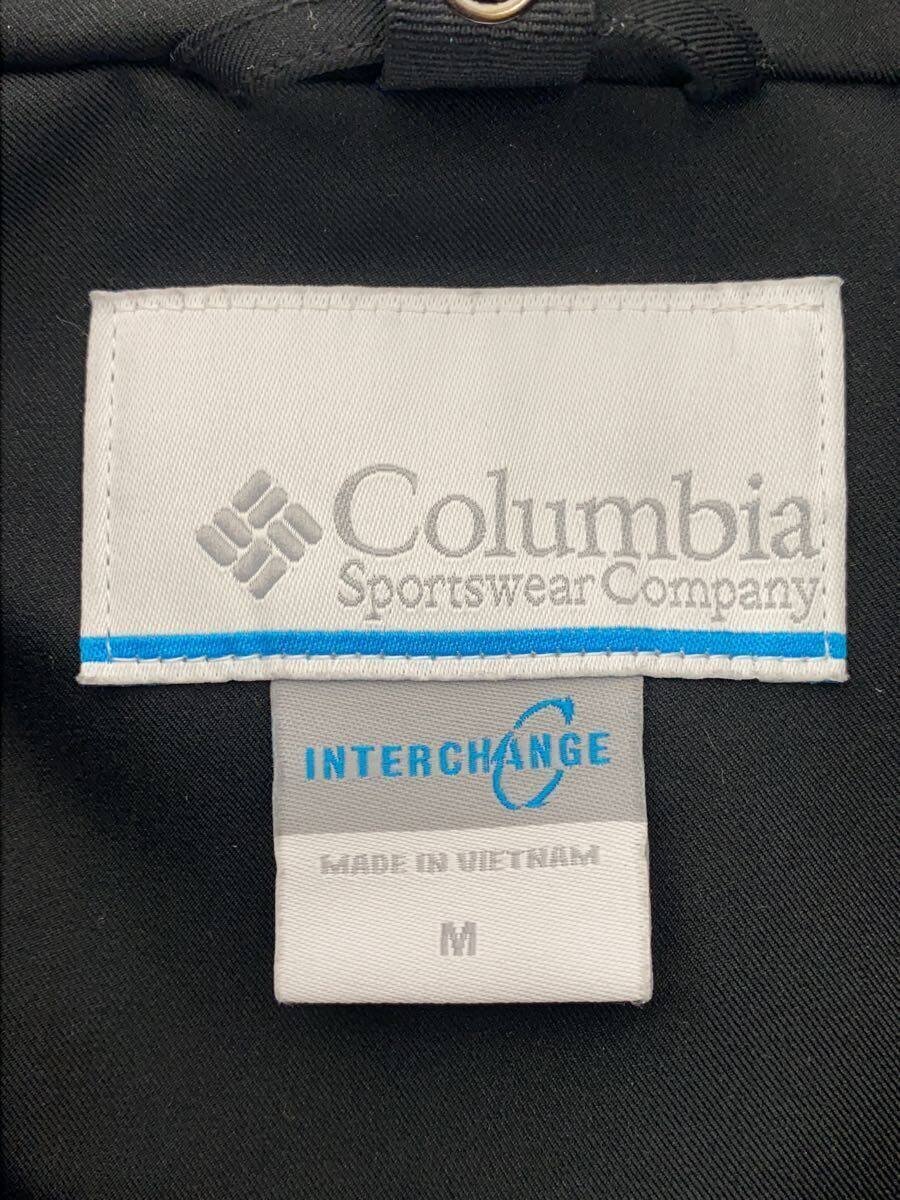 Columbia
Sportswear Company
INTERCHANGE
MADE IN VIETNAM
M